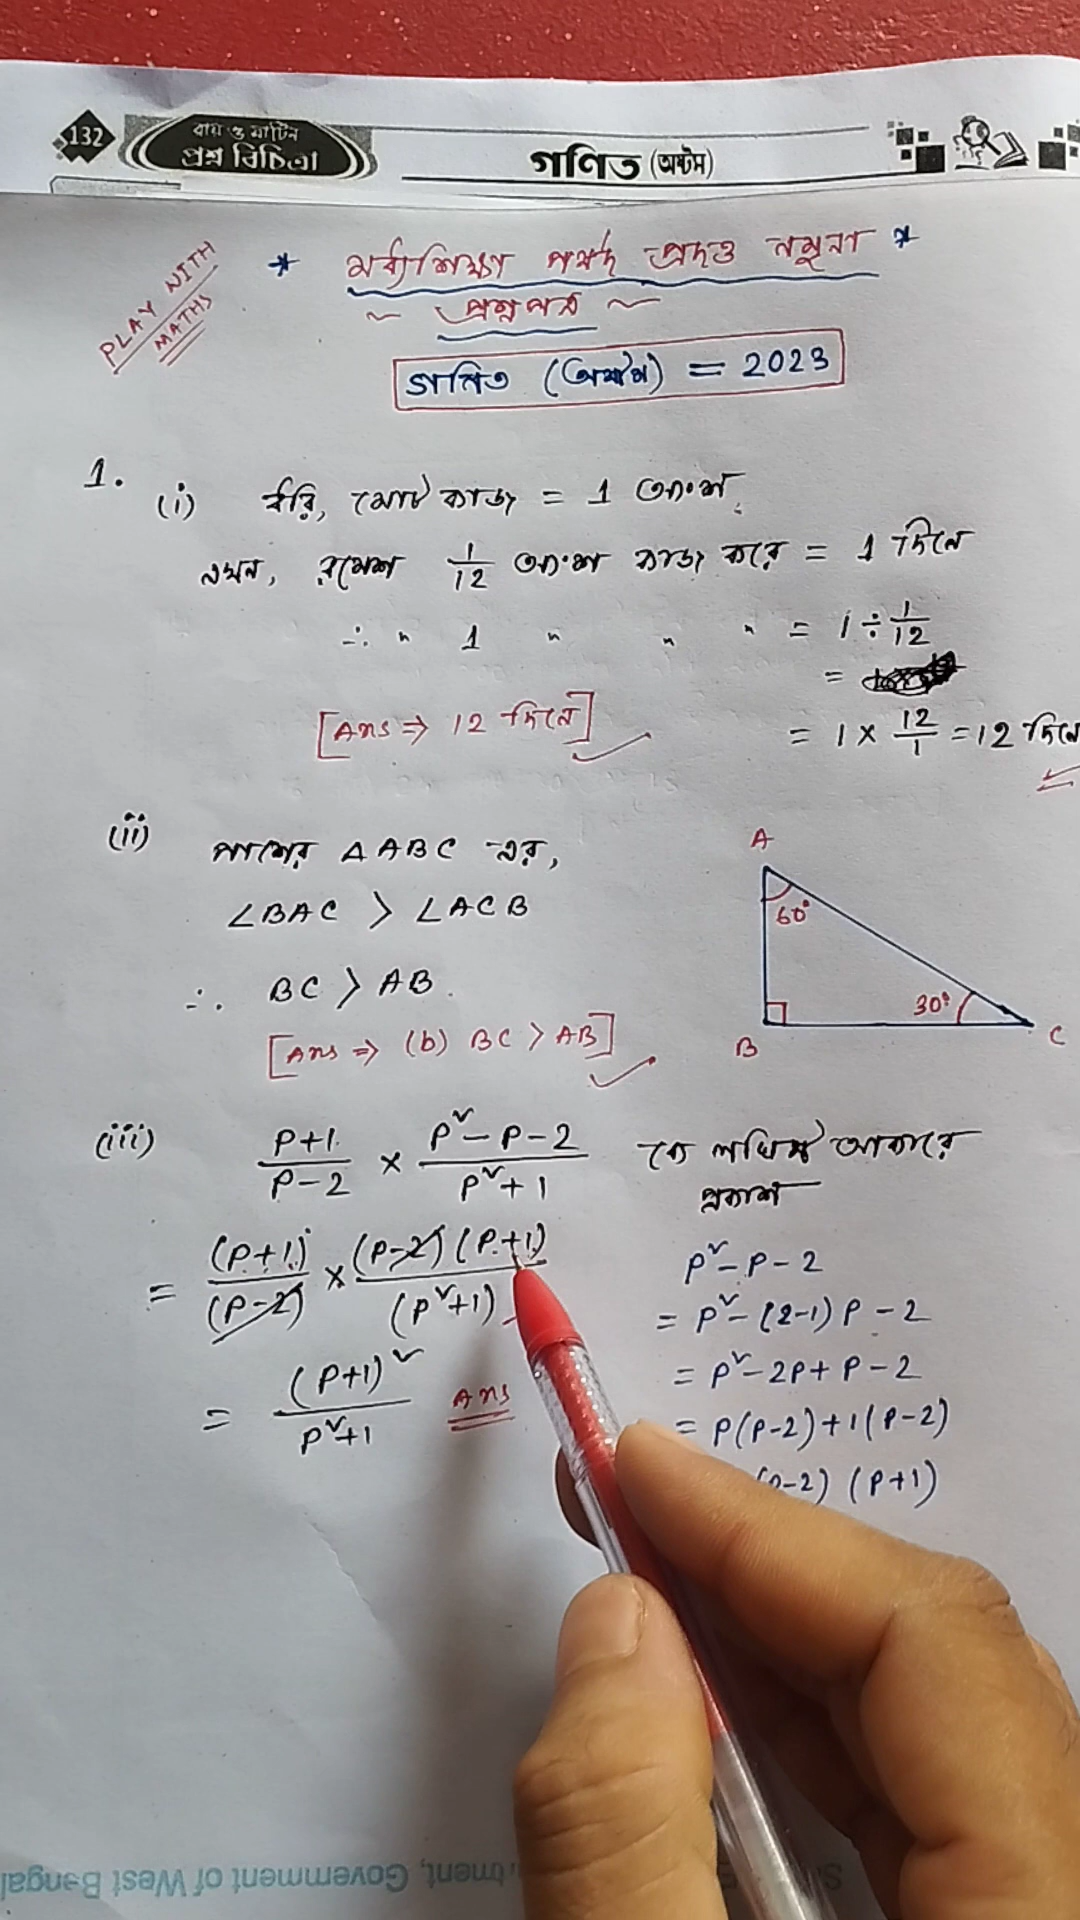 132
রায় ও মার্টিন
প্রশ্ন বিচিত্রা
গণিত (অষ্টম)
PLAY WITH
MATHS
* মধ্যশিক্ষা পর্ষদ প্রদত্ত নমুনা *
~ প্রশ্নপত্র ~
গণিত (অষ্টম) = 2023
1.
(i) ধরি, মোট কাজ = 1 অংশ.
এখন, রমেশ 1/12 অংশ কাজ করে = 1 দিনে
∴ " 1 " " " = 1 ÷ 1/12
=
[Ans ⇒ 12 দিনে]
= 1 × 12/1 = 12 দিনে
(ii) পাশের ΔABC এর,
∠BAC > ∠ACB
∴ BC > AB.
[Ans ⇒ (b) BC > AB]
A
60°
30°
B
C
(iii) P+1/P-2 × P²-P-2/P²+1 কে লঘিষ্ঠ আকারে
প্রকাশ
= (P+1)/(P-2) × (P-2)(P+1)/(P²+1)
= (P+1)²/P²+1 Ans
P²-P-2
= P²-(2-1)P-2
= P²-2P+P-2
= P(P-2)+1(P-2)
P-2) (P+1)
tment, Government of West Bengal